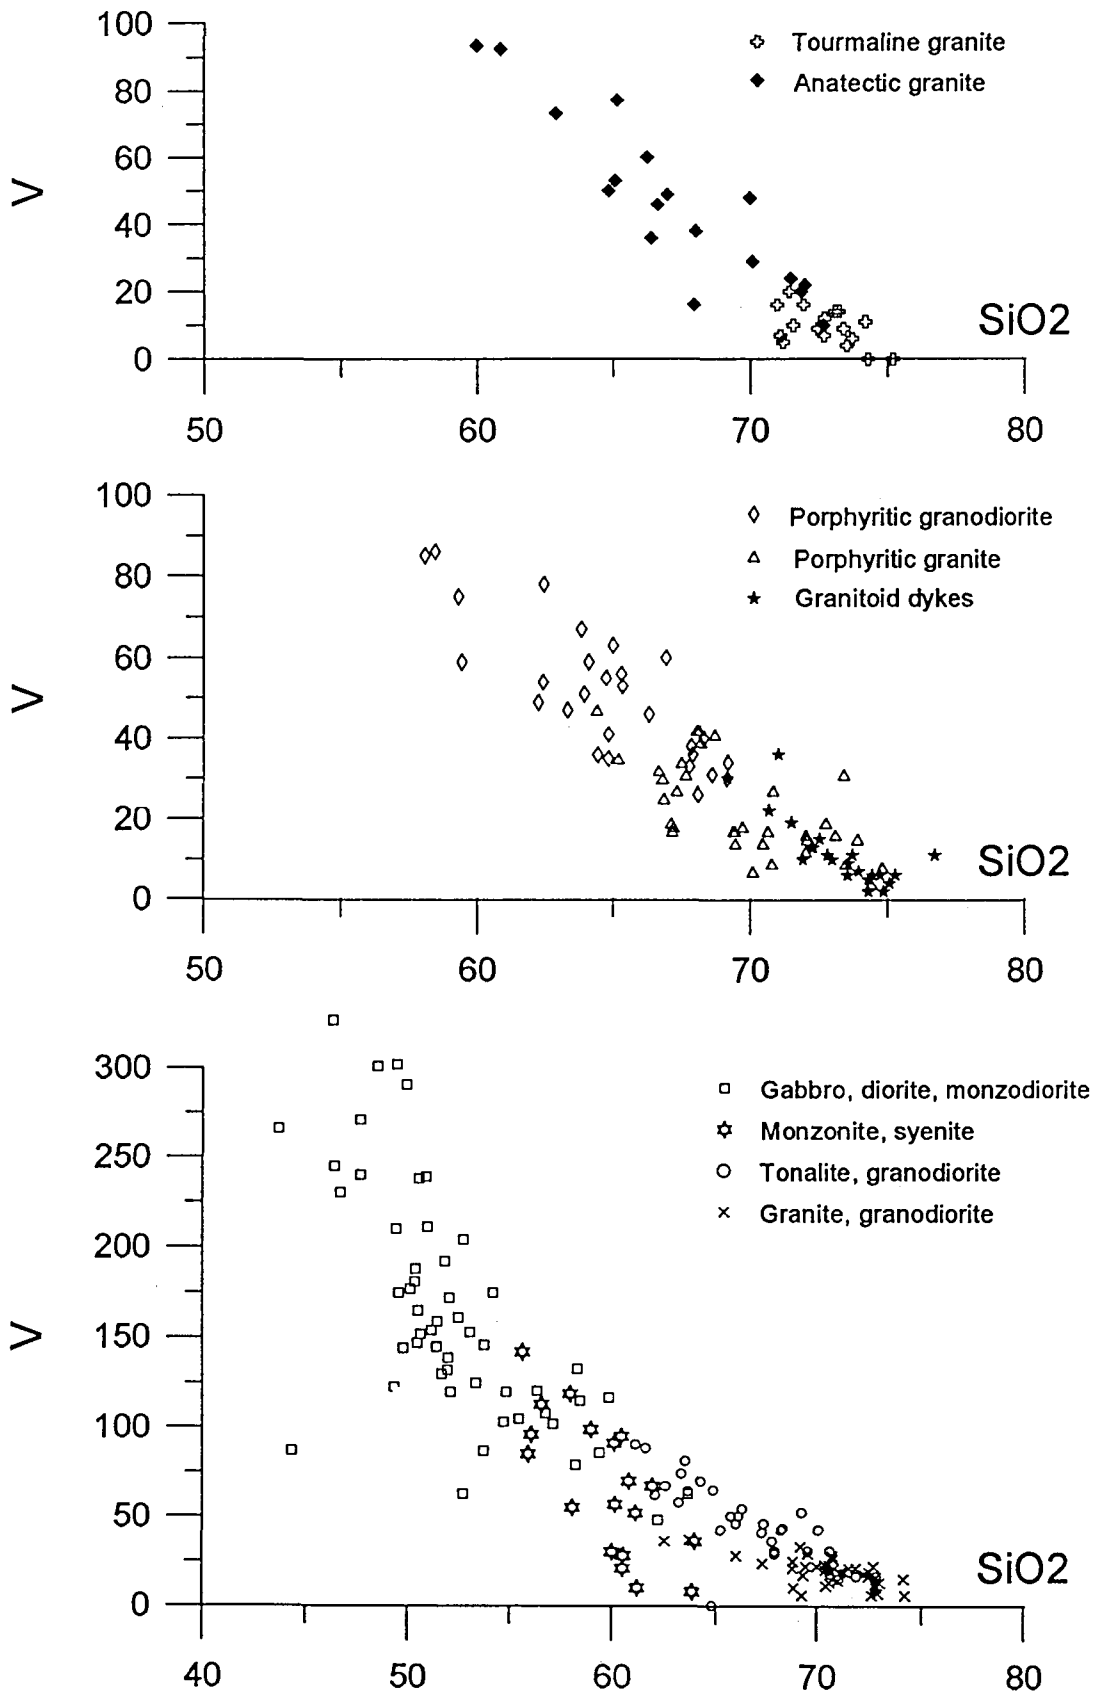 100
80
60
40
20
0
V
50
60
70
80
SiO2
Tourmaline granite
Anatectic granite
100
80
60
40
20
0
V
50
60
70
80
SiO2
Porphyritic granodiorite
Porphyritic granite
Granitoid dykes
300
250
200
150
100
50
0
V
40
50
60
70
80
SiO2
Gabbro, diorite, monzodiorite
Monzonite, syenite
Tonalite, granodiorite
Granite, granodiorite